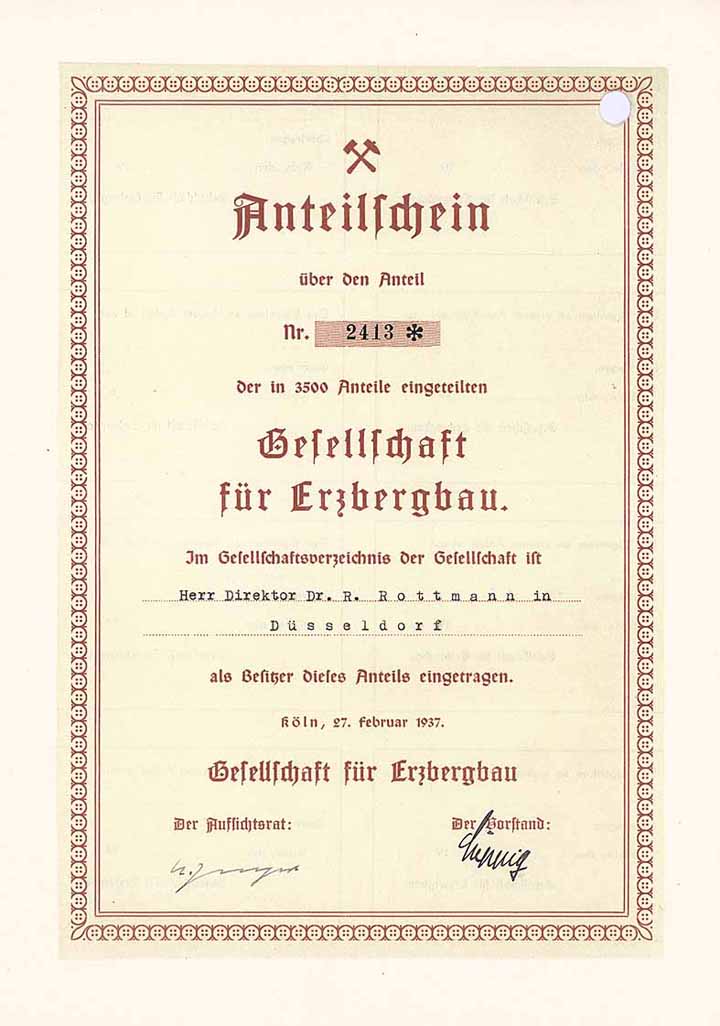 Anteilschein
über den Anteil
Nr. 2413 *
der in 3500 Anteile eingeteilten
Gesellschaft
für Erzbergbau.
Im Gesellschaftsverzeichnis der Gesellschaft ist
Herr Direktor Dr. R. Rottmann in
Düsseldorf
als Besitzer dieses Anteils eingetragen.
Köln, 27. Februar 1937.
Gesellschaft für Erzbergbau
Der Aufsichtsrat: Der Vorstand: